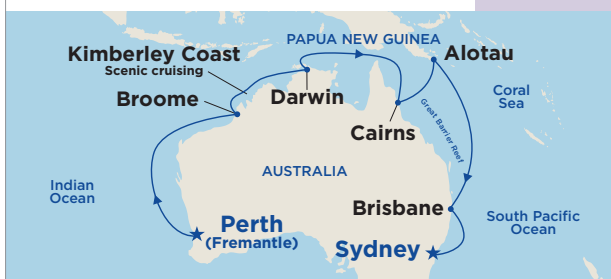 PAPUA NEW GUINEA
Kimberley Coast
Scenic cruising
Alotau
Broome
Darwin
Coral
Sea
Cairns
Great Barrier Reef
AUSTRALIA
Indian
Ocean
Brisbane
Perth
(Fremantle)
South Pacific
Ocean
Sydney